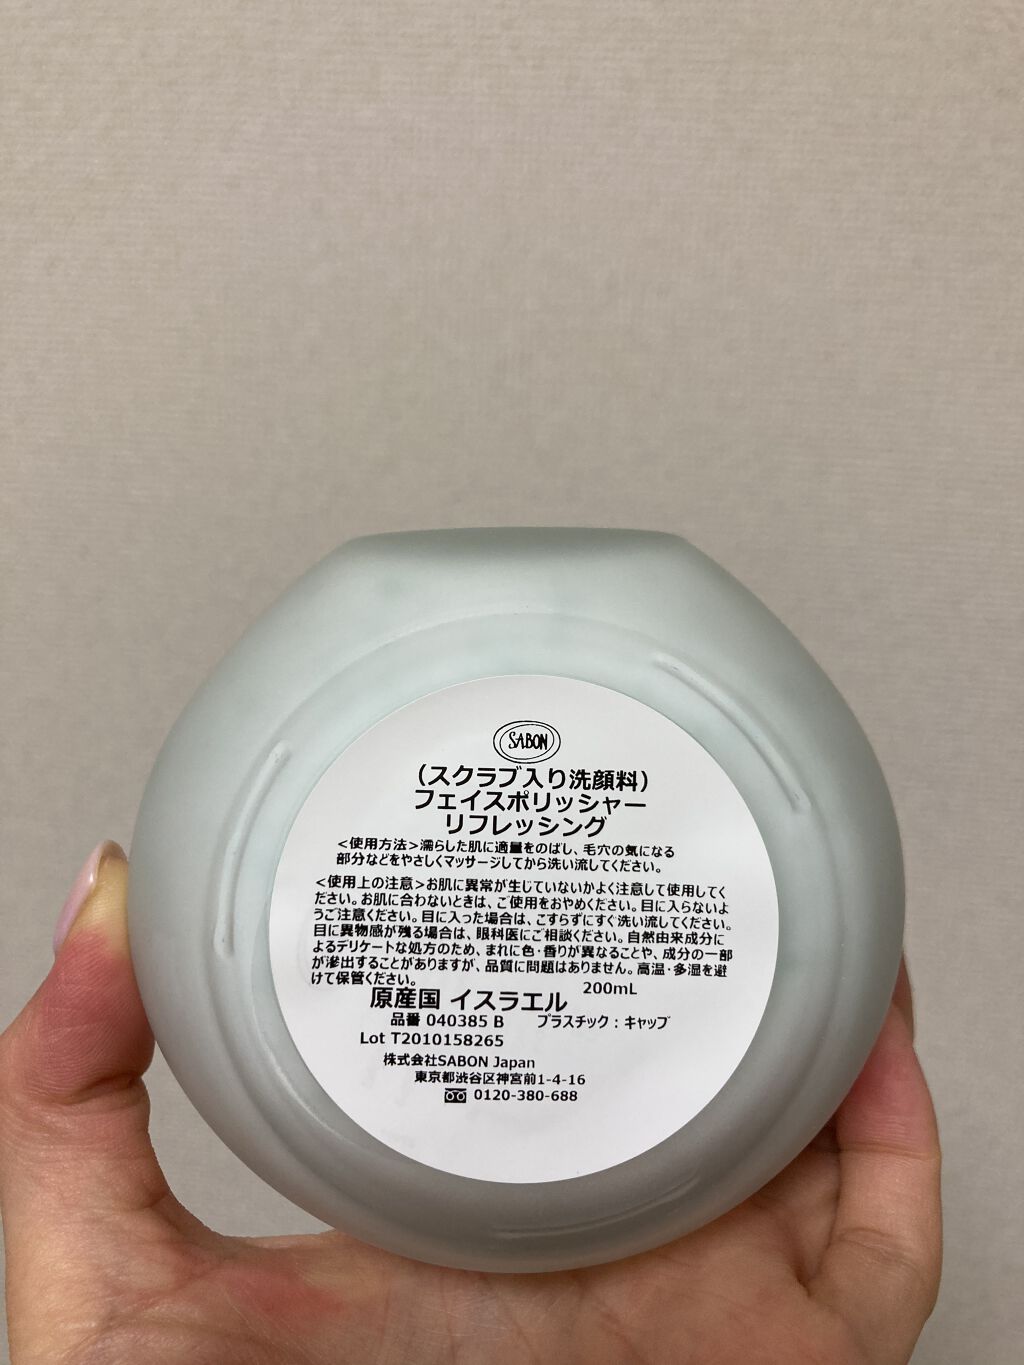 SABON
（スクラブ入り洗顔料）
フェイスポリッシャー
リフレッシング
＜使用方法＞濡らした肌に適量をのばし、毛穴の気になる
部分などをやさしくマッサージしてから洗い流してください。
＜使用上の注意＞お肌に異常が生じていないかよく注意して使用してく
ださい。お肌に合わないときは、ご使用をおやめください。目に入らないよ
うご注意ください。目に入った場合は、こすらずにすぐ洗い流してください。
目に異物感が残る場合は、眼科医にご相談ください。自然由来成分に
よるデリケートな処方のため、まれに色・香りが異なることや、成分の一部
が滲出することがありますが、品質に問題はありません。高温・多湿を避
けて保管ください。
200mL
原産国 イスラエル
品番 040385 B プラスチック：キャップ
Lot T2010158265
株式会社SABON Japan
東京都渋谷区神宮前1-4-16
0120-380-688